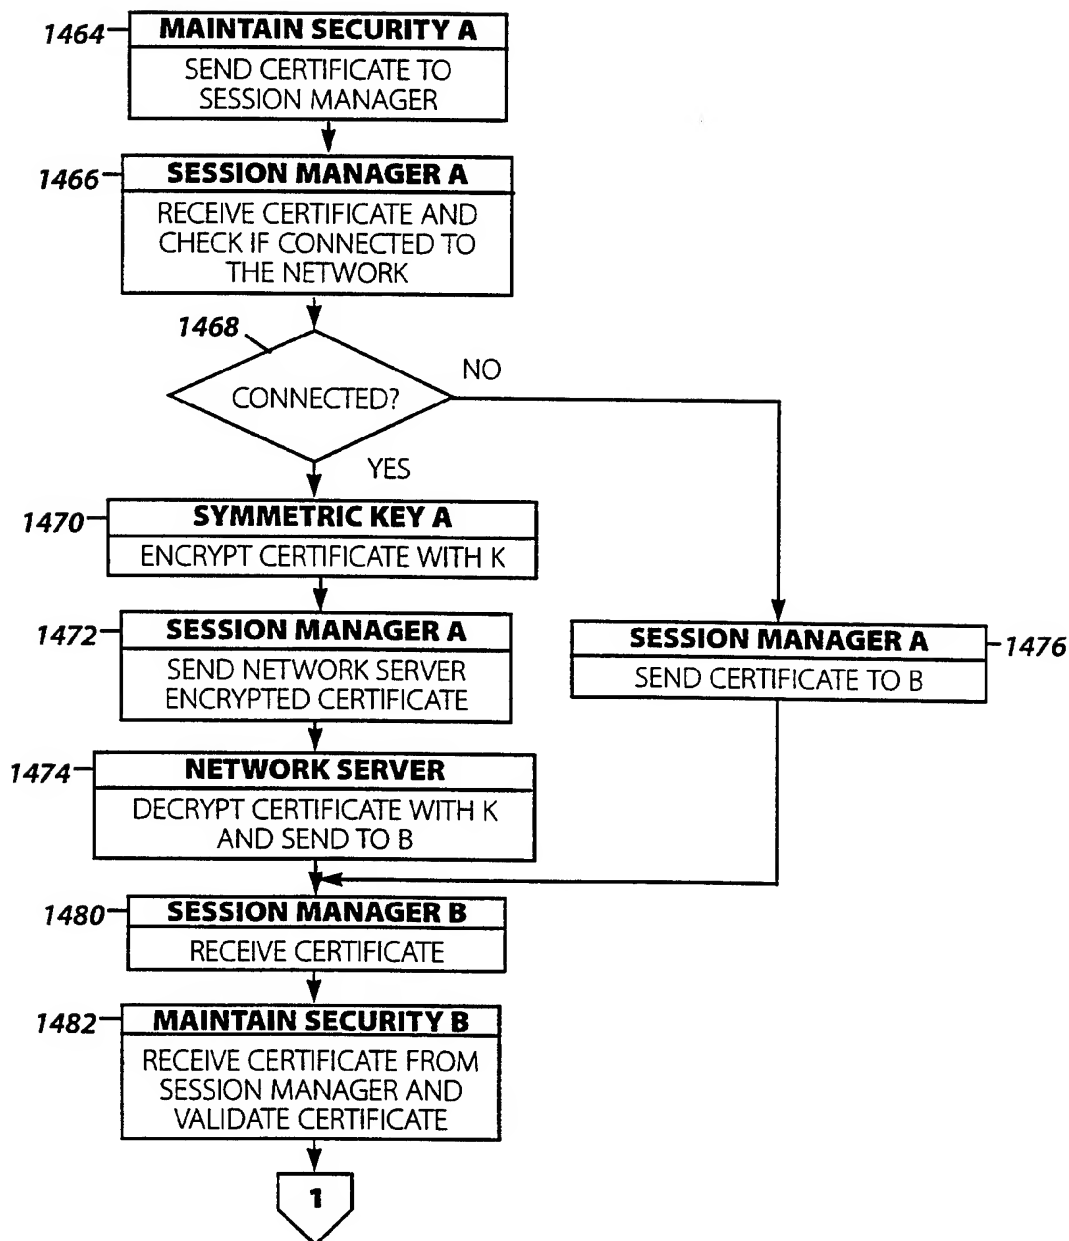 1464
MAINTAIN SECURITY A
SEND CERTIFICATE TO
SESSION MANAGER
1466
SESSION MANAGER A
RECEIVE CERTIFICATE AND
CHECK IF CONNECTED TO
THE NETWORK
1468
CONNECTED?
NO
YES
1470
SYMMETRIC KEY A
ENCRYPT CERTIFICATE WITH K
1472
SESSION MANAGER A
SEND NETWORK SERVER
ENCRYPTED CERTIFICATE
SESSION MANAGER A
1476
SEND CERTIFICATE TO B
1474
NETWORK SERVER
DECRYPT CERTIFICATE WITH K
AND SEND TO B
1480
SESSION MANAGER B
RECEIVE CERTIFICATE
1482
MAINTAIN SECURITY B
RECEIVE CERTIFICATE FROM
SESSION MANAGER AND
VALIDATE CERTIFICATE
1